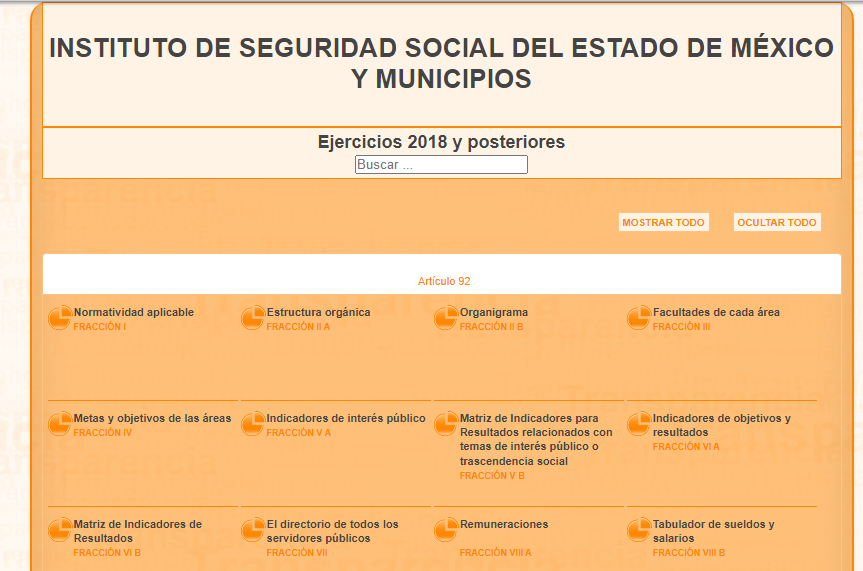 INSTITUTO DE SEGURIDAD SOCIAL DEL ESTADO DE MÉXICO
Y MUNICIPIOS
Ejercicios 2018 y posteriores
Buscar ...
MOSTRAR TODO
OCULTAR TODO
Artículo 92
Normatividad aplicable
FRACCIÓN I
Estructura orgánica
FRACCIÓN II A
Organigrama
FRACCIÓN II B
Facultades de cada área
FRACCIÓN III
Metas y objetivos de las áreas
FRACCIÓN IV
Indicadores de interés público
FRACCIÓN V A
Matriz de Indicadores para
Resultados relacionados con
temas de interés público o
trascendencia social
FRACCIÓN V B
Indicadores de objetivos y
resultados
FRACCIÓN VI A
Matriz de Indicadores de
Resultados
FRACCIÓN VI B
El directorio de todos los
servidores públicos
FRACCIÓN VII
Remuneraciones
FRACCIÓN VIII A
Tabulador de sueldos y
salarios
FRACCIÓN VIII B